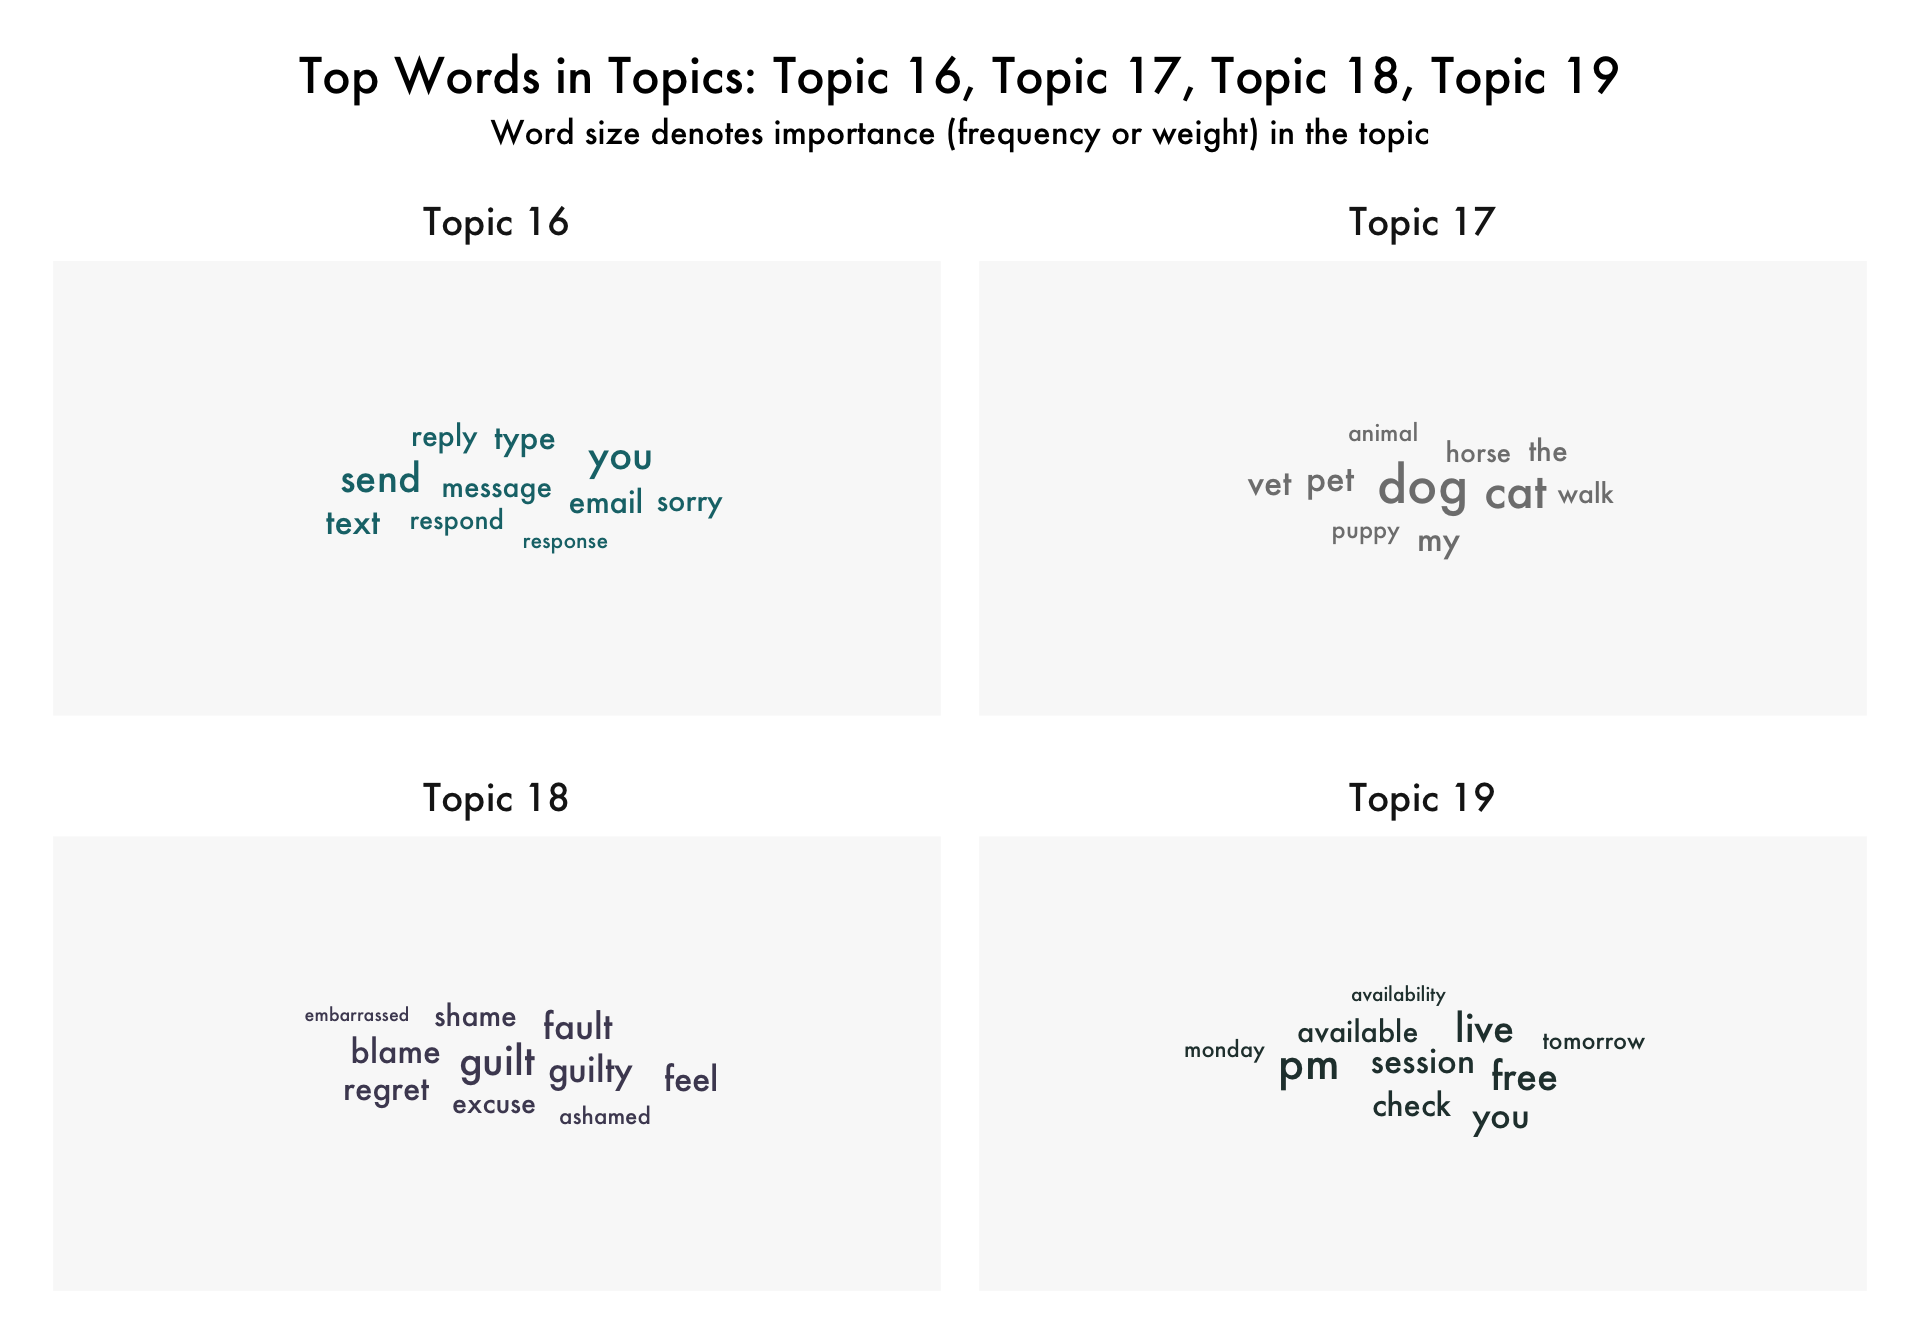 Top Words in Topics: Topic 16, Topic 17, Topic 18, Topic 19
Word size denotes importance (frequency or weight) in the topic
Topic 16
reply type
you
send message
email sorry
text respond
response
Topic 17
animal
horse the
vet pet dog cat walk
puppy my
Topic 18
embarrassed shame fault
blame guilt guilty feel
regret excuse ashamed
Topic 19
availability
available live tomorrow
monday pm session free
check you